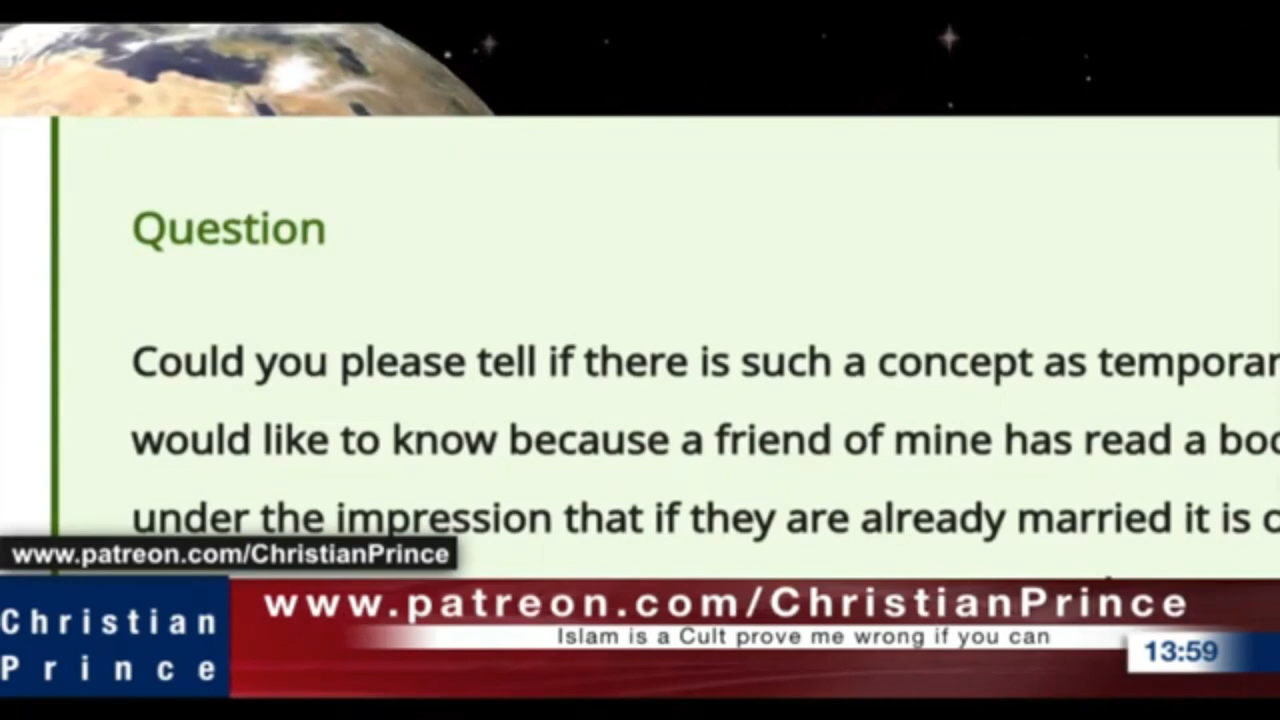 Question
Could you please tell if there is such a concept as temporar
would like to know because a friend of mine has read a boo
under the impression that if they are already married it is o
www.patreon.com/ChristianPrince
Christian
Prince
www.patreon.com/ChristianPrince
Islam is a Cult prove me wrong if you can
13:59